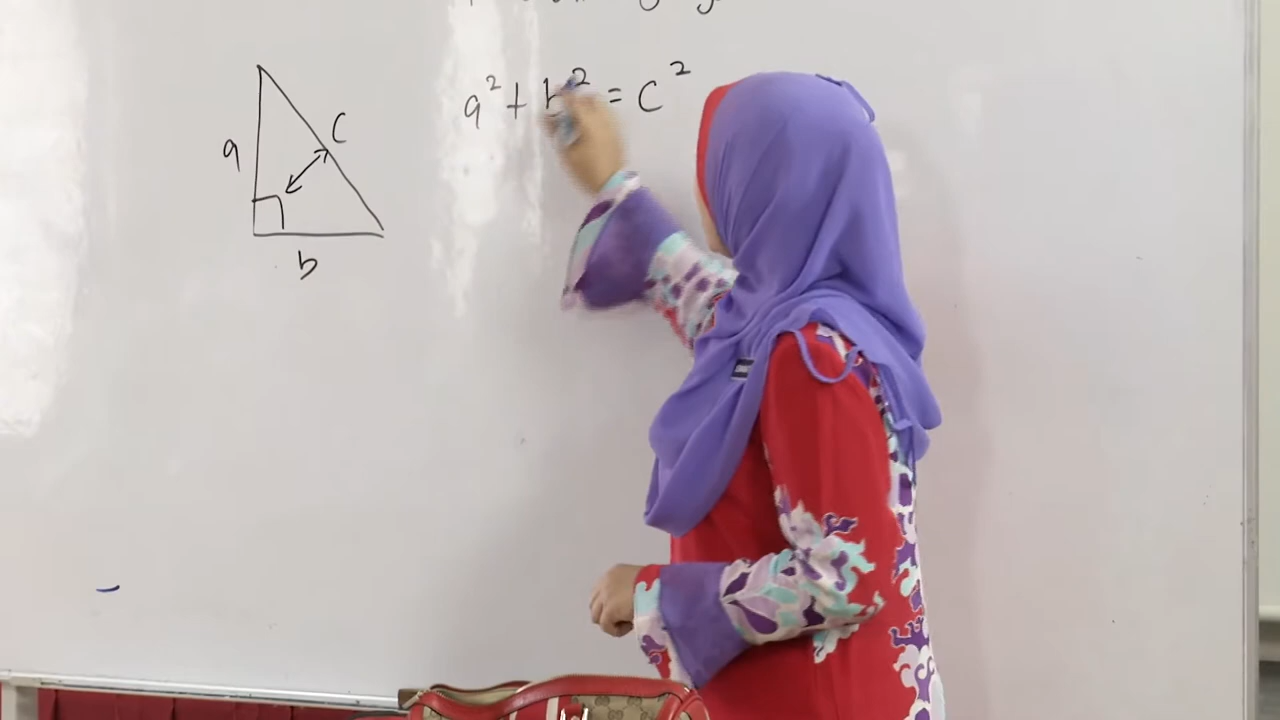 a² + b² = c²
a
c
b